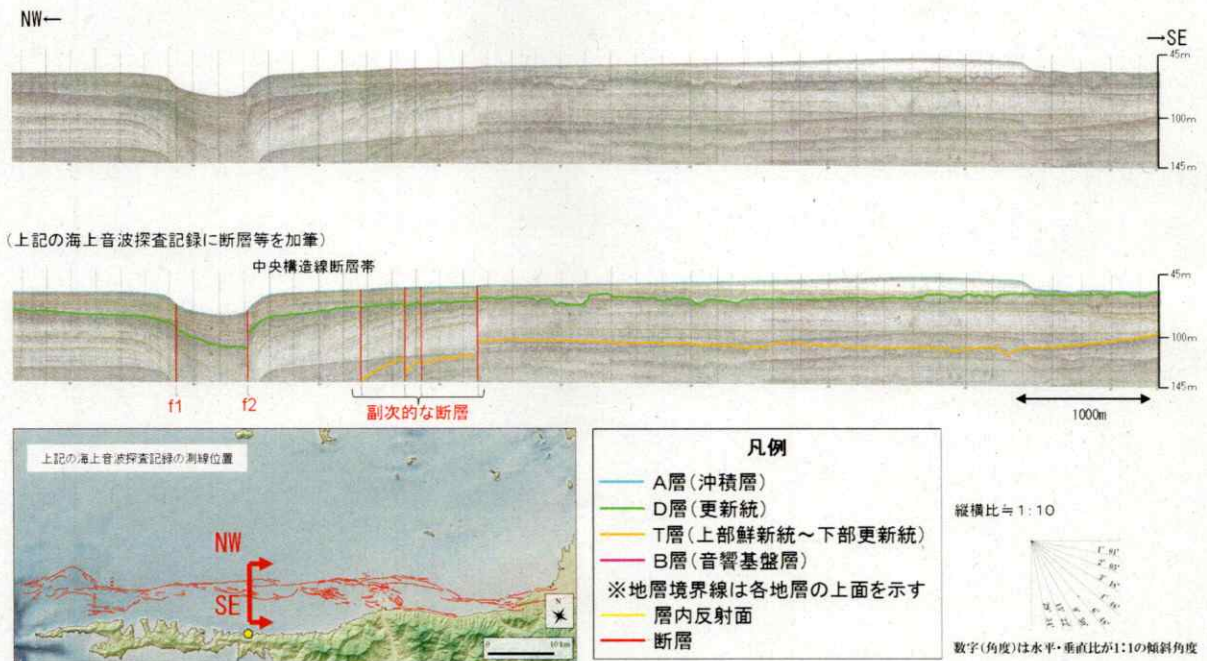 NW←
→SE
45m
100m
145m
(上記の海上音波探査記録に断層等を加筆)
中央構造線断層帯
45m
100m
145m
f1
f2
副次的な断層
1000m
上記の海上音波探査記録の測線位置
NW
SE
N
0
10 km
凡例
A層(沖積層)
D層(更新統)
T層(上部鮮新統~下部更新統)
B層(音響基盤層)
※地層境界線は各地層の上面を示す
層内反射面
断層
縦横比≒1:10
数字(角度)は水平・垂直比が1:1の傾斜角度